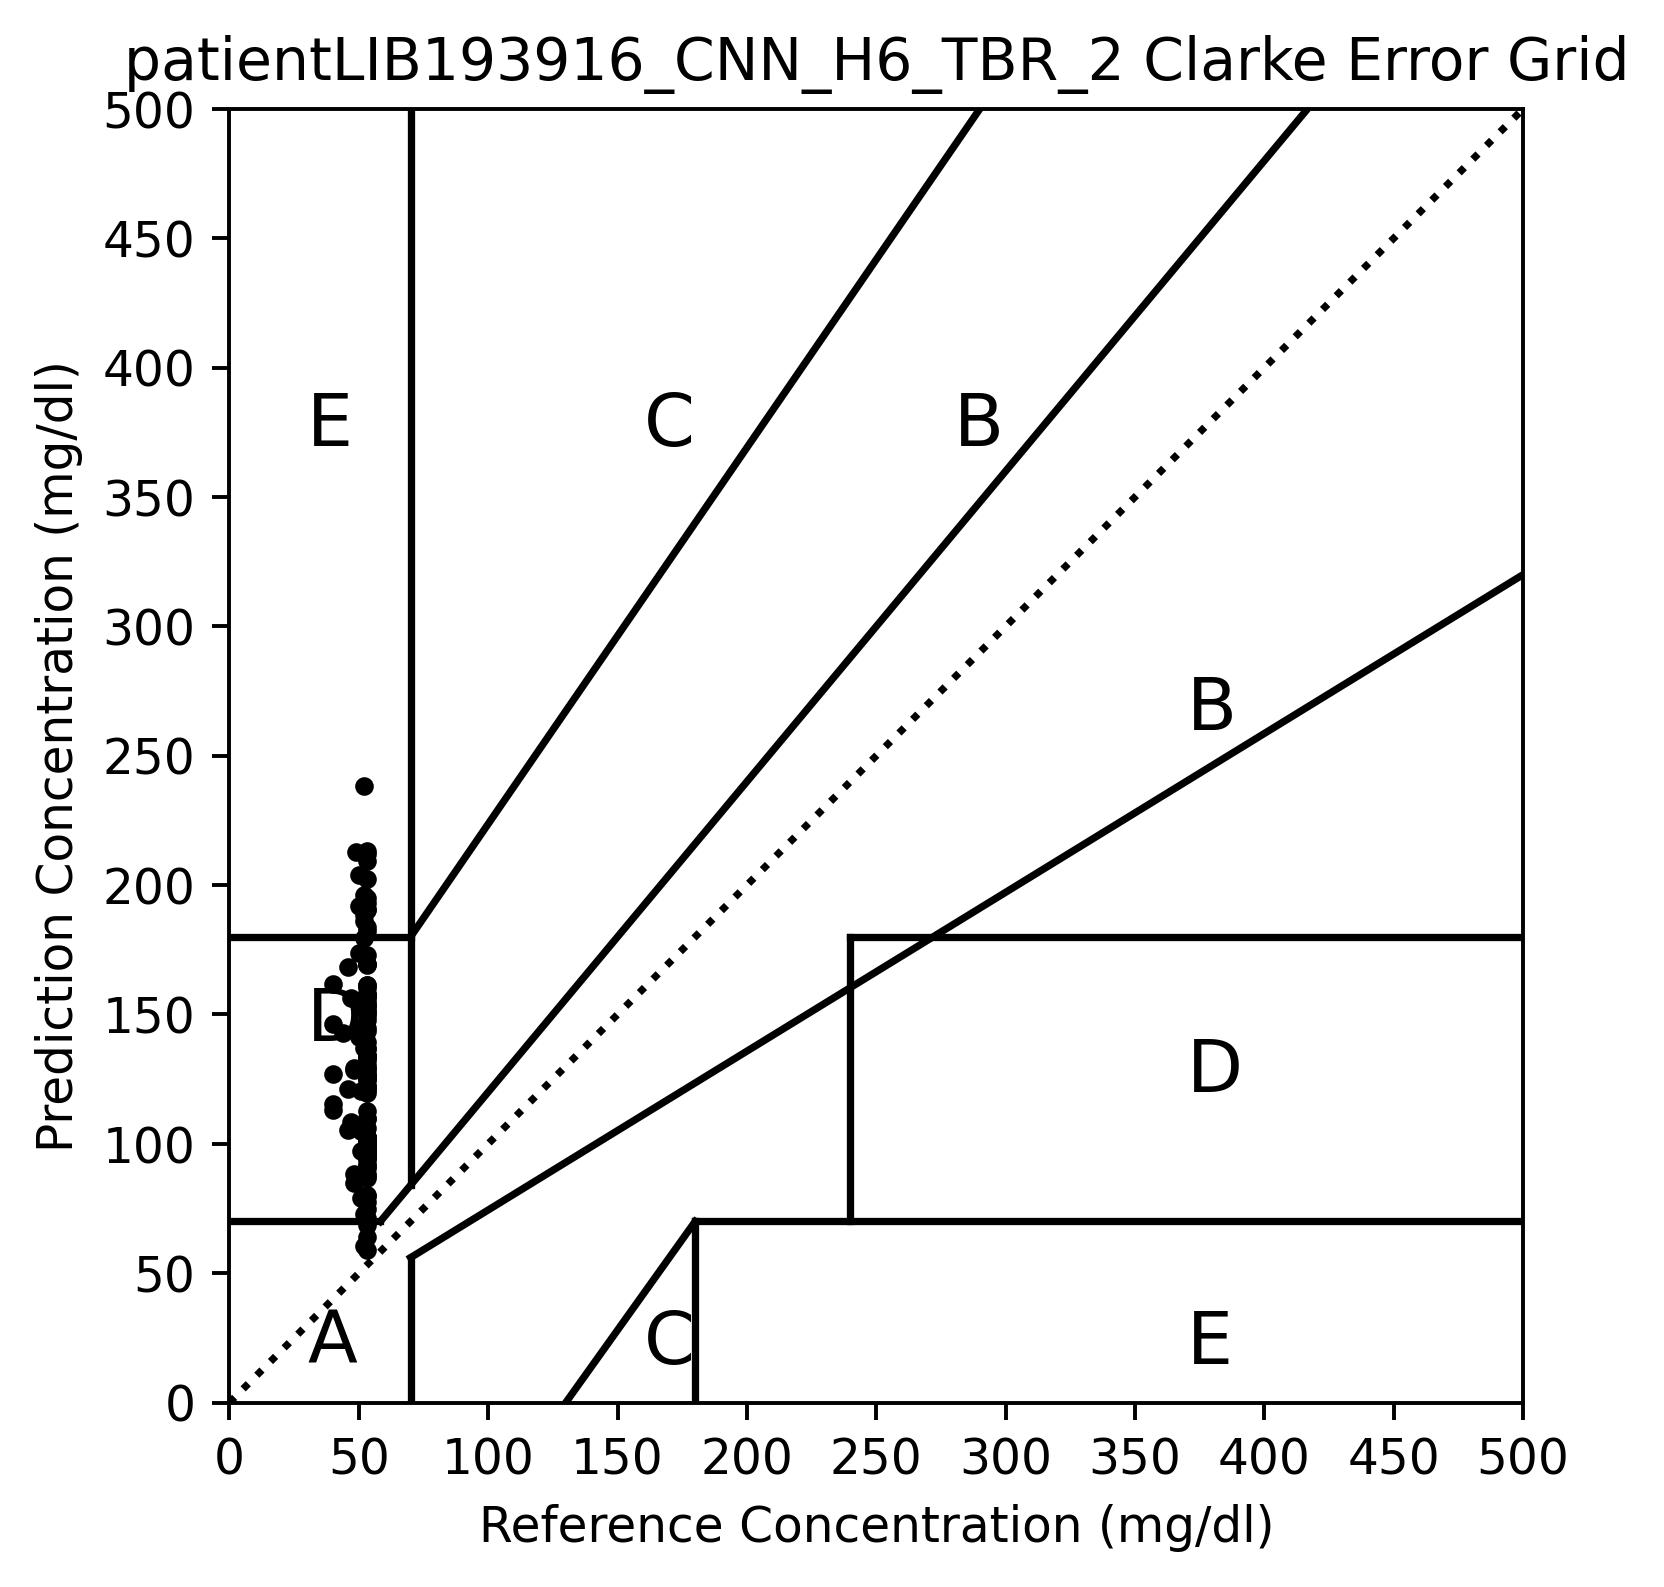 patientLIB193916_CNN_H6_TBR_2 Clarke Error Grid
500
450
400
350
300
250
200
150
100
50
0
Prediction Concentration (mg/dl)
E
C
B
B
D
D
A
C
E
0 50 100 150 200 250 300 350 400 450 500
Reference Concentration (mg/dl)